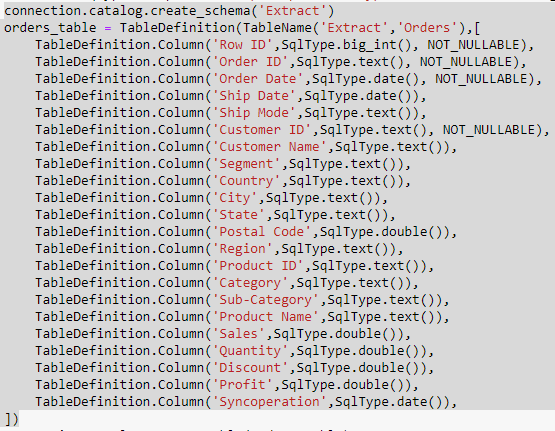 connection.catalog.create_schema('Extract')
orders_table = TableDefinition(TableName('Extract','Orders'),[
    TableDefinition.Column('Row ID',SqlType.big_int(), NOT_NULLABLE),
    TableDefinition.Column('Order ID',SqlType.text(), NOT_NULLABLE),
    TableDefinition.Column('Order Date',SqlType.date(), NOT_NULLABLE),
    TableDefinition.Column('Ship Date',SqlType.date()),
    TableDefinition.Column('Ship Mode',SqlType.text()),
    TableDefinition.Column('Customer ID',SqlType.text(), NOT_NULLABLE),
    TableDefinition.Column('Customer Name',SqlType.text()),
    TableDefinition.Column('Segment',SqlType.text()),
    TableDefinition.Column('Country',SqlType.text()),
    TableDefinition.Column('City',SqlType.text()),
    TableDefinition.Column('State',SqlType.text()),
    TableDefinition.Column('Postal Code',SqlType.double()),
    TableDefinition.Column('Region',SqlType.text()),
    TableDefinition.Column('Product ID',SqlType.text()),
    TableDefinition.Column('Category',SqlType.text()),
    TableDefinition.Column('Sub-Category',SqlType.text()),
    TableDefinition.Column('Product Name',SqlType.text()),
    TableDefinition.Column('Sales',SqlType.double()),
    TableDefinition.Column('Quantity',SqlType.double()),
    TableDefinition.Column('Discount',SqlType.double()),
    TableDefinition.Column('Profit',SqlType.double()),
    TableDefinition.Column('Syncoperation',SqlType.date()),
])